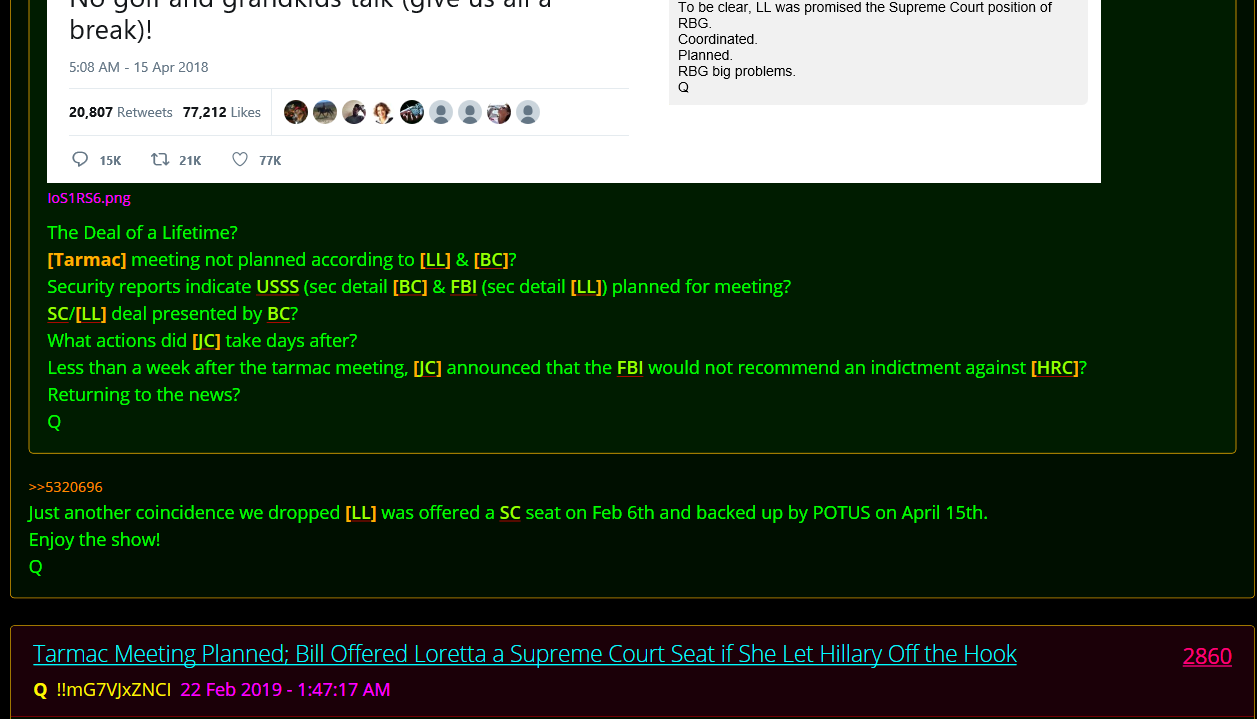 No golf and grandkids talk (give us all a
break)!
5:08 AM - 15 Apr 2018
20,807 Retweets 77,212 Likes
15K 21K 77K
To be clear, LL was promised the Supreme Court position of
RBG.
Coordinated.
Planned.
RBG big problems.
Q
IoS1RS6.png
The Deal of a Lifetime?
[Tarmac] meeting not planned according to [LL] & [BC]?
Security reports indicate USSS (sec detail [BC] & FBI (sec detail [LL]) planned for meeting?
SC/[LL] deal presented by BC?
What actions did [JC] take days after?
Less than a week after the tarmac meeting, [JC] announced that the FBI would not recommend an indictment against [HRC]?
Returning to the news?
Q
>>5320696
Just another coincidence we dropped [LL] was offered a SC seat on Feb 6th and backed up by POTUS on April 15th.
Enjoy the show!
Q
Tarmac Meeting Planned; Bill Offered Loretta a Supreme Court Seat if She Let Hillary Off the Hook
2860
Q !!mG7VJxZNCI 22 Feb 2019 - 1:47:17 AM